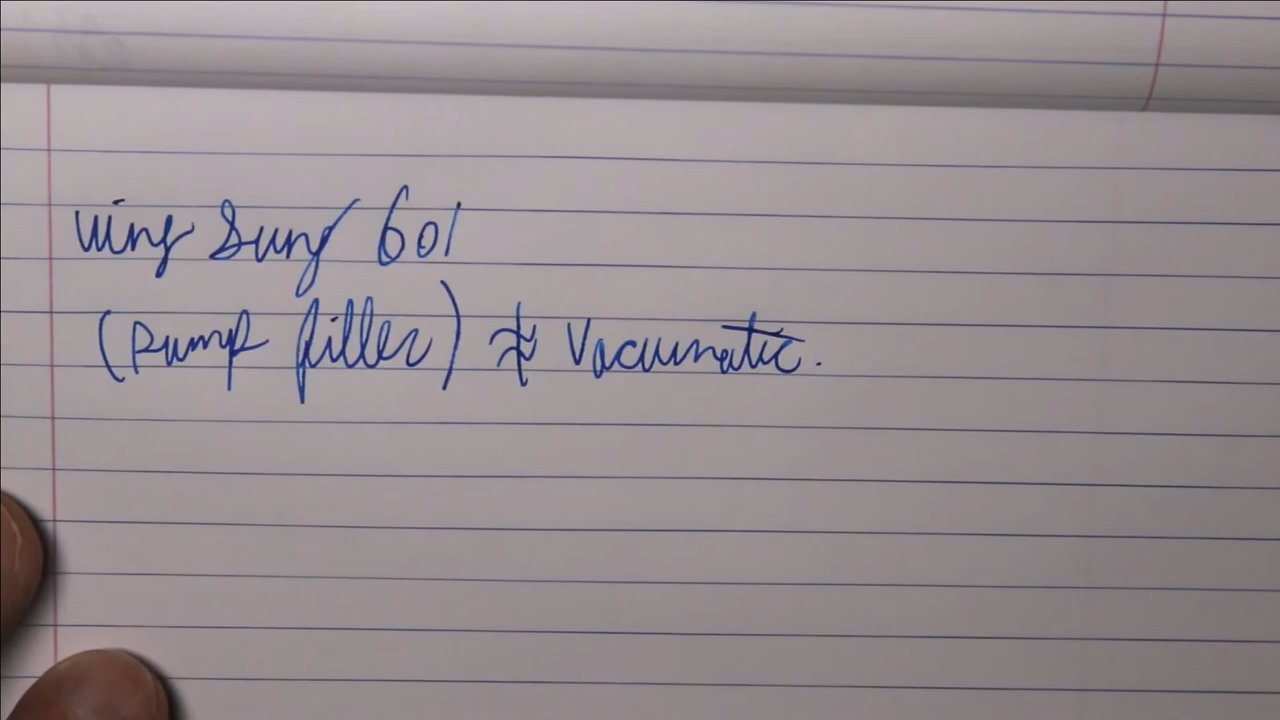 Wing Sung 601
(Pump filler) ≉ Vacumatic.